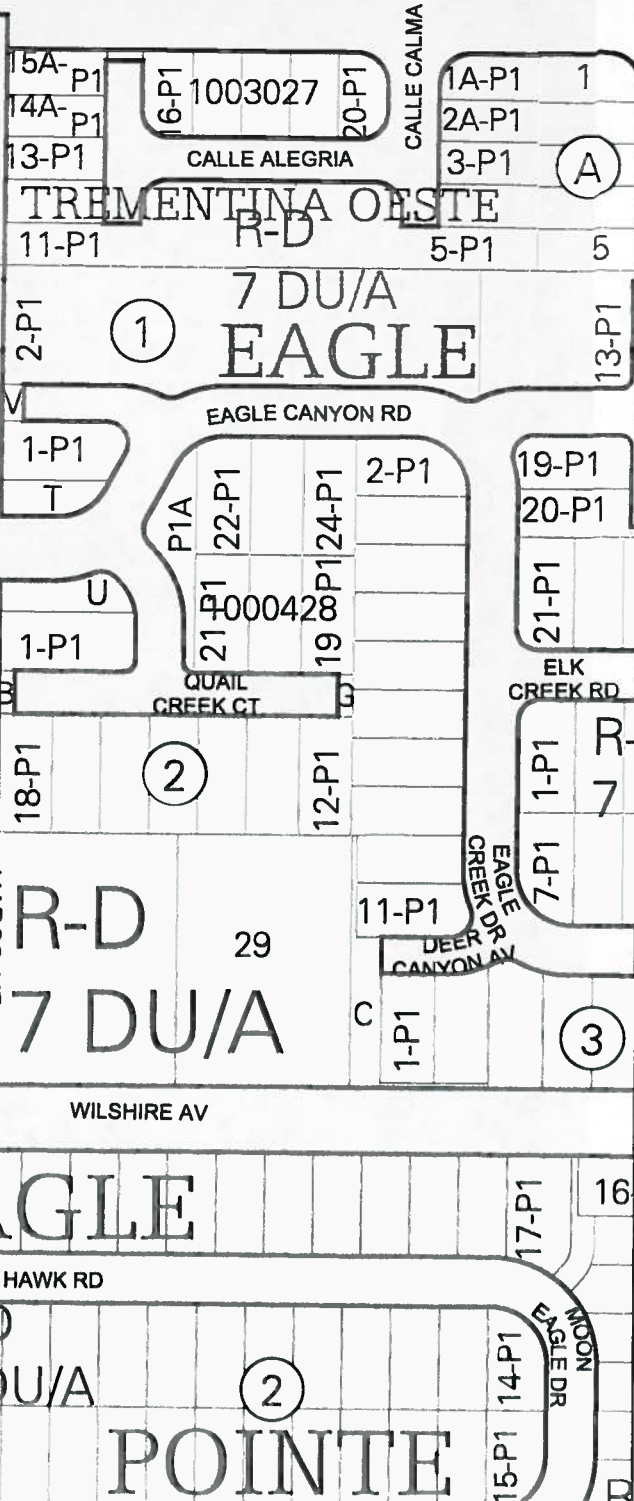 CALLE CALMA
15A-P1
16-P1
1003027
20-P1
1A-P1
1
14A-P1
2A-P1
13-P1
CALLE ALEGRIA
3-P1
A
TREMENTINA OESTE
R-D
11-P1
5-P1
5
7 DU/A
2-P1
1
EAGLE
13-P1
V
EAGLE CANYON RD
1-P1
T
P1A
22-P1
24-P1
2-P1
19-P1
20-P1
U
1-P1
21-P1
1000428
19 P1
21-P1
QUAIL
CREEK CT
G
ELK
CREEK RD
18-P1
2
12-P1
1-P1
R-
7
R-D
29
11-P1
EAGLE
CREEK DR
7-P1
DEER
CANYON AV
7 DU/A
C
1-P1
3
WILSHIRE AV
AGLE
17-P1
16
HAWK RD
MOON
EAGLE DR
DU/A
2
14-P1
POINTE
15-P1